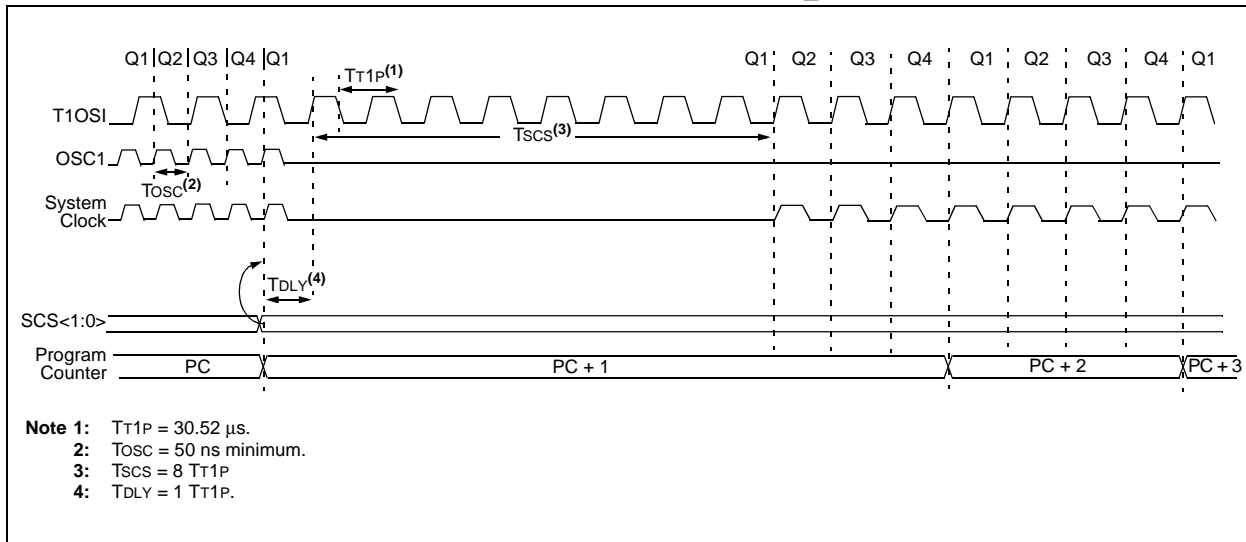 Q1 Q2 Q3 Q4 Q1 Q1 Q2 Q3 Q4 Q1 Q2 Q3 Q4 Q1
TT1P(1)
T1OSI
TSCS(3)
OSC1
TOSC(2)
System
Clock
TDLY(4)
SCS<1:0>
Program
Counter
PC PC + 1 PC + 2 PC + 3
Note 1: TT1P = 30.52 μs.
2: TOSC = 50 ns minimum.
3: TSCS = 8 TT1P
4: TDLY = 1 TT1P.